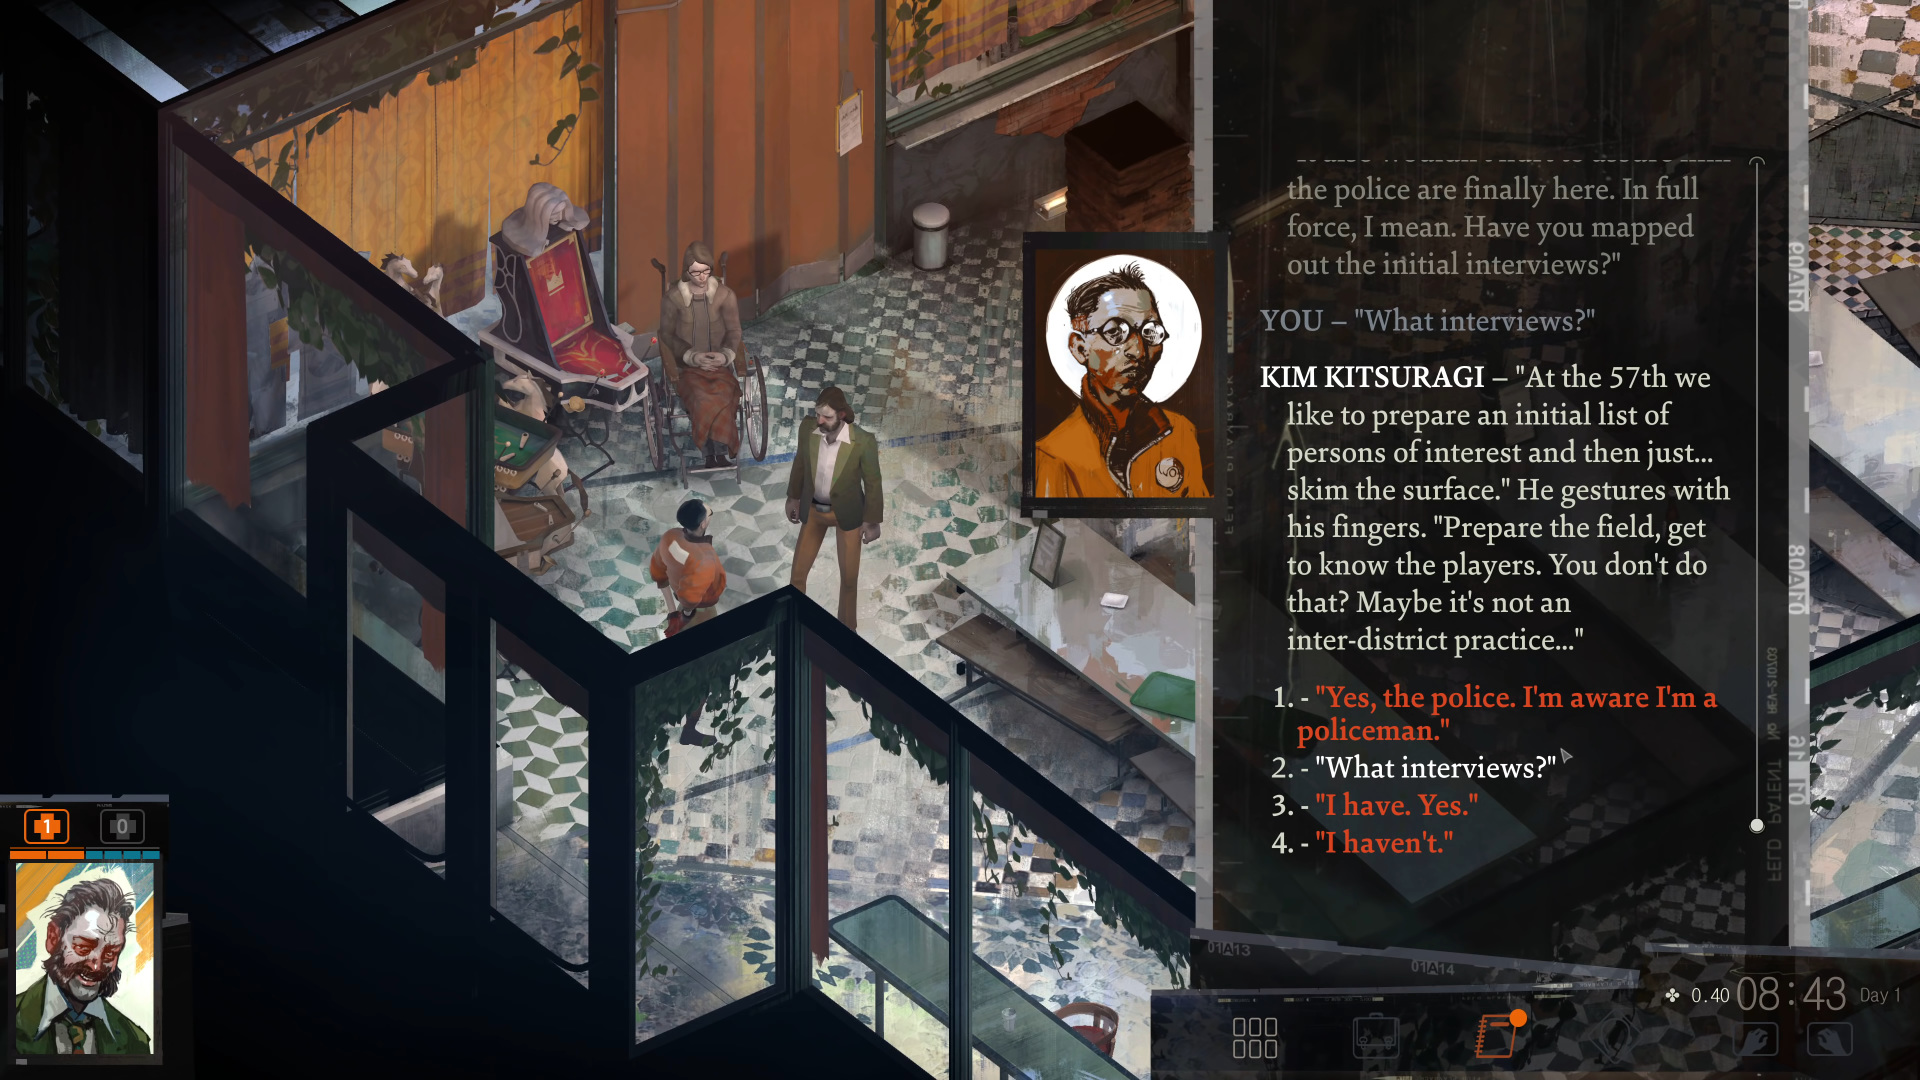 the police are finally here. In full
force, I mean. Have you mapped
out the initial interviews?"
YOU – "What interviews?"
KIM KITSURAGI – "At the 57th we
like to prepare an initial list of
persons of interest and then just...
skim the surface." He gestures with
his fingers. "Prepare the field, get
to know the players. You don't do
that? Maybe it's not an
inter-district practice..."
1. - "Yes, the police. I'm aware I'm a
policeman."
2. - "What interviews?"
3. - "I have. Yes."
4. - "I haven't."
01A13
01A14
0.40
08:43
Day 1
1
0